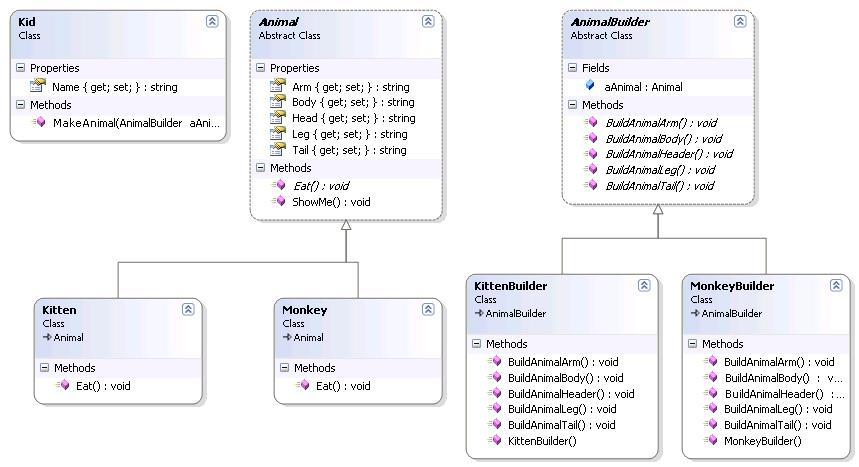 Kid
Class
Properties
Name { get; set; } : string
Methods
MakeAnimal(AnimalBuilder aAni...
Animal
Abstract Class
Properties
Arm { get; set; } : string
Body { get; set; } : string
Head { get; set; } : string
Leg { get; set; } : string
Tail { get; set; } : string
Methods
Eat() : void
ShowMe() : void
AnimalBuilder
Abstract Class
Fields
aAnimal : Animal
Methods
BuildAnimalArm() : void
BuildAnimalBody() : void
BuildAnimalHeader() : void
BuildAnimalLeg() : void
BuildAnimalTail() : void
Kitten
Class
Animal
Methods
Eat() : void
Monkey
Class
Animal
Methods
Eat() : void
KittenBuilder
Class
AnimalBuilder
Methods
BuildAnimalArm() : void
BuildAnimalBody() : void
BuildAnimalHeader() : void
BuildAnimalLeg() : void
BuildAnimalTail() : void
KittenBuilder()
MonkeyBuilder
Class
AnimalBuilder
Methods
BuildAnimalArm() : void
BuildAnimalBody() : v...
BuildAnimalHeader() :...
BuildAnimalLeg() : void
BuildAnimalTail() : void
MonkeyBuilder()